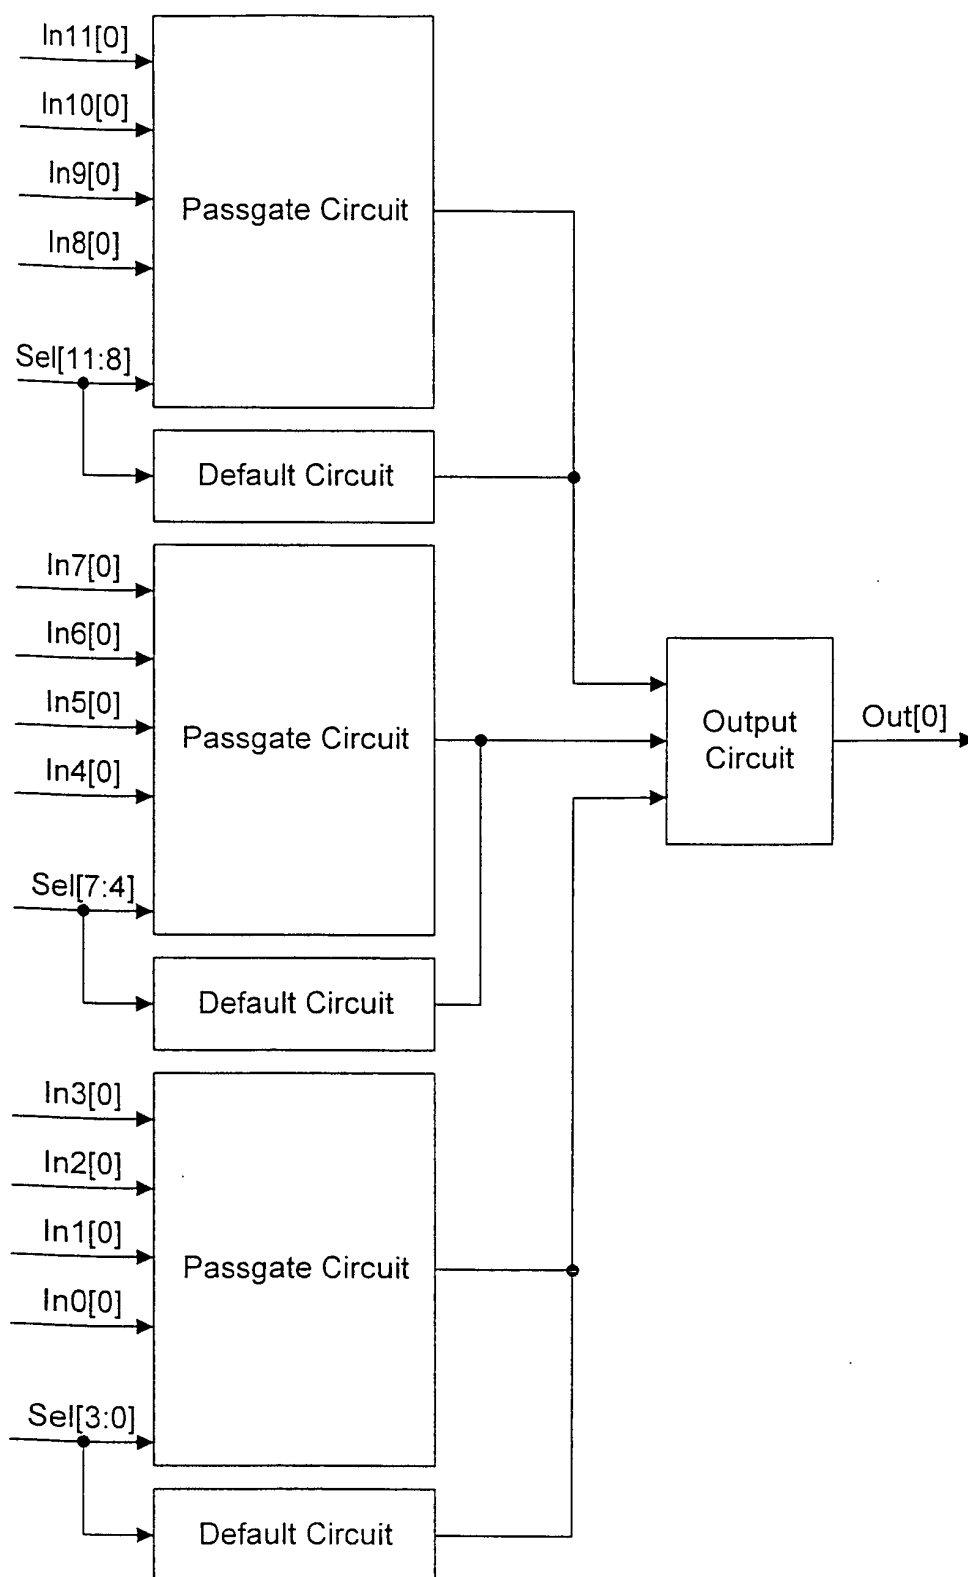 In11[0]
In10[0]
In9[0]
In8[0]
Passgate Circuit
Sel[11:8]
Default Circuit
In7[0]
In6[0]
In5[0]
In4[0]
Passgate Circuit
Sel[7:4]
Default Circuit
Output
Circuit
Out[0]
In3[0]
In2[0]
In1[0]
In0[0]
Passgate Circuit
Sel[3:0]
Default Circuit